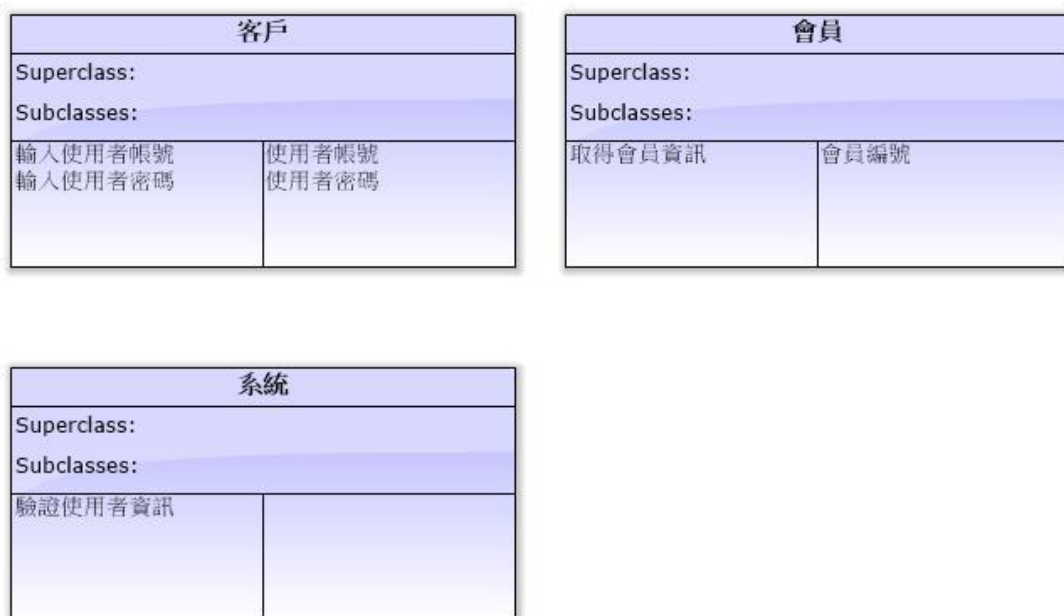 客戶
Superclass:
Subclasses:
輸入使用者帳號
輸入使用者密碼
使用者帳號
使用者密碼
會員
Superclass:
Subclasses:
取得會員資訊
會員編號
系統
Superclass:
Subclasses:
驗證使用者資訊